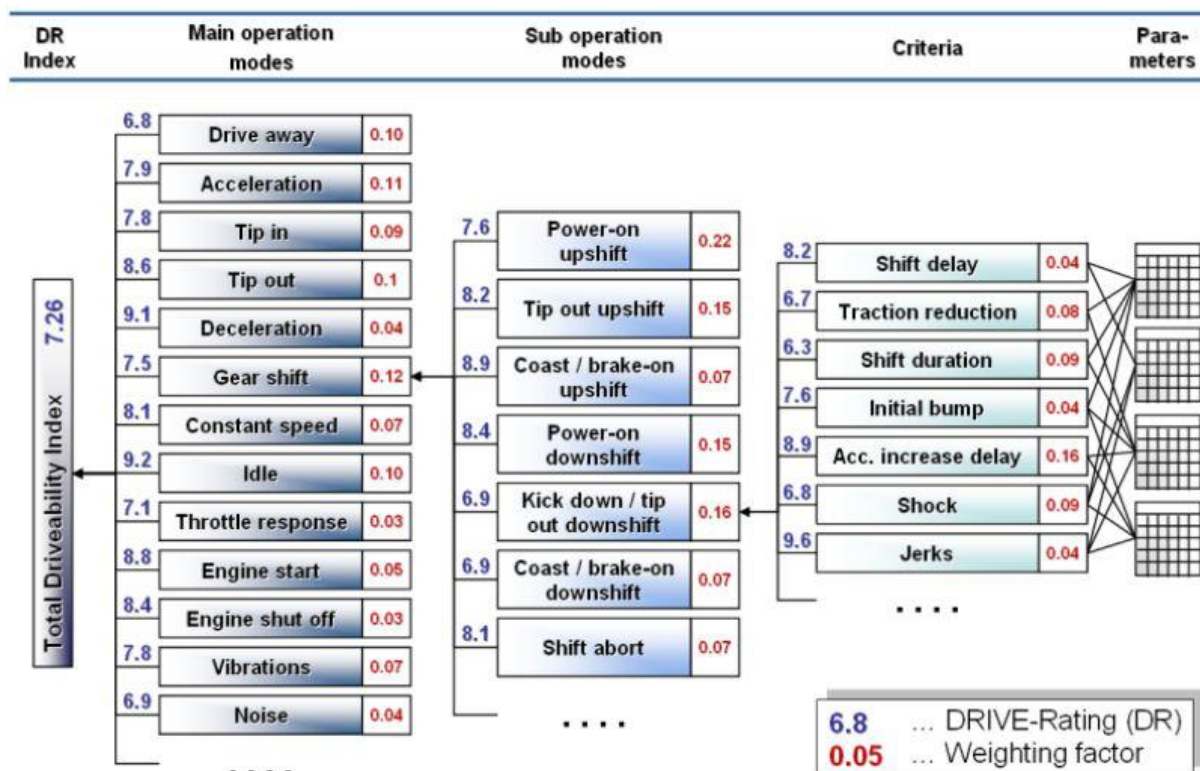 DR
Index
Main operation
modes
Sub operation
modes
Criteria
Para-
meters
Total Driveability Index 7.26
6.8 Drive away 0.10
7.9 Acceleration 0.11
7.8 Tip in 0.09
8.6 Tip out 0.1
9.1 Deceleration 0.04
7.5 Gear shift 0.12
8.1 Constant speed 0.07
9.2 Idle 0.10
7.1 Throttle response 0.03
8.8 Engine start 0.05
8.4 Engine shut off 0.03
7.8 Vibrations 0.07
6.9 Noise 0.04
7.6 Power-on
upshift 0.22
8.2 Tip out upshift 0.15
8.9 Coast / brake-on
upshift 0.07
8.4 Power-on
downshift 0.15
6.9 Kick down / tip
out downshift 0.16
6.9 Coast / brake-on
downshift 0.07
8.1 Shift abort 0.07
. . . .
8.2 Shift delay 0.04
6.7 Traction reduction 0.08
6.3 Shift duration 0.09
7.6 Initial bump 0.04
8.9 Acc. increase delay 0.16
6.8 Shock 0.09
9.6 Jerks 0.04
. . . .
6.8 ... DRIVE-Rating (DR)
0.05 ... Weighting factor